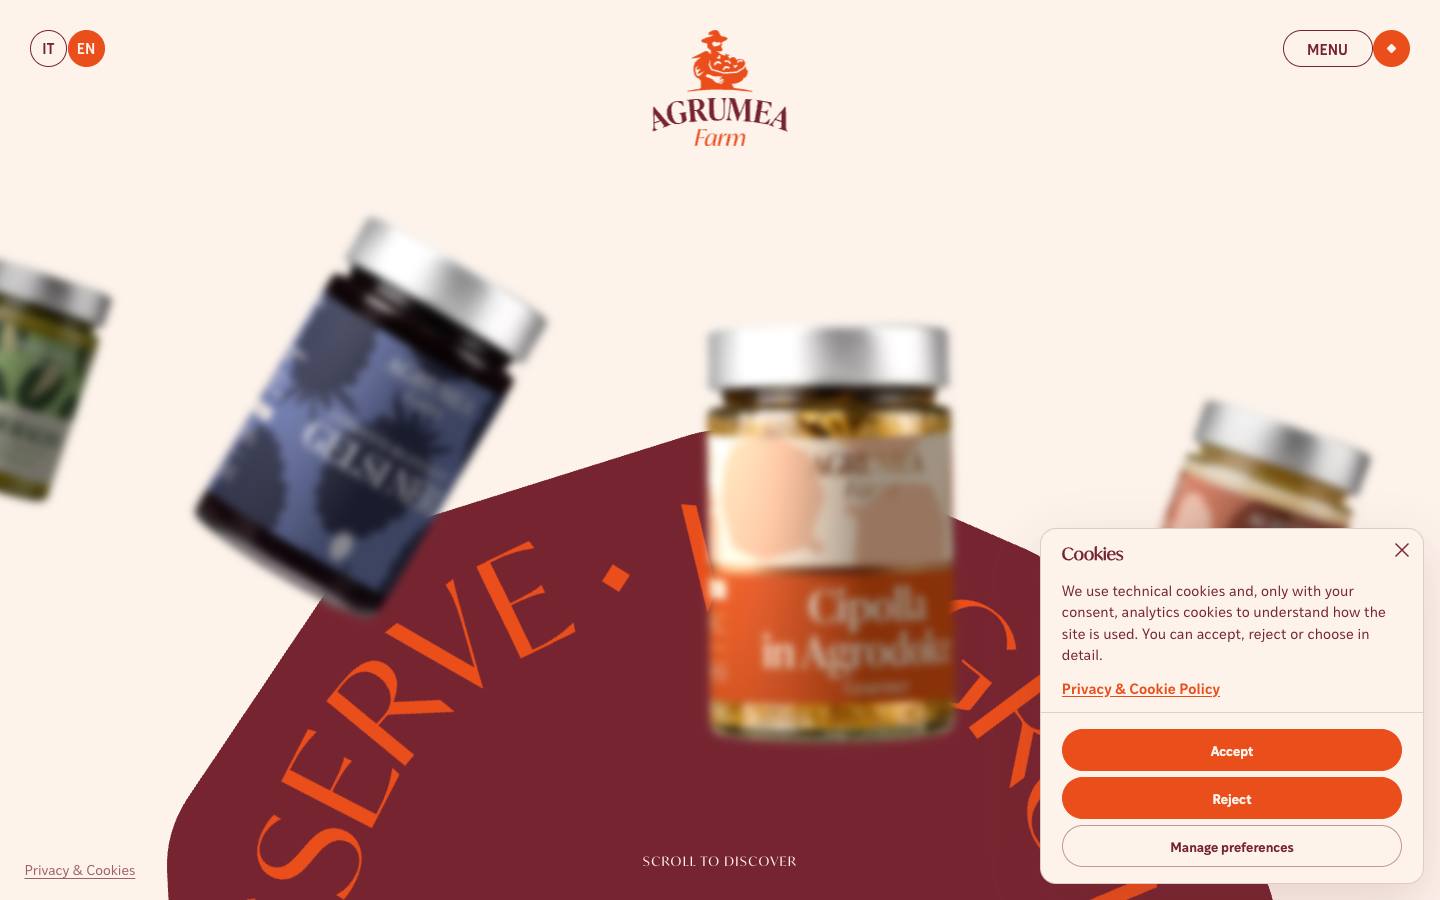 IT
EN
MENU
AGRUMEA
Farm
GELSI
Cipolla
in Agrodolce
SERVE
Cookies
We use technical cookies and, only with your
consent, analytics cookies to understand how the
site is used. You can accept, reject or choose in
detail.
Privacy & Cookie Policy
Accept
Reject
Manage preferences
SCROLL TO DISCOVER
Privacy & Cookies